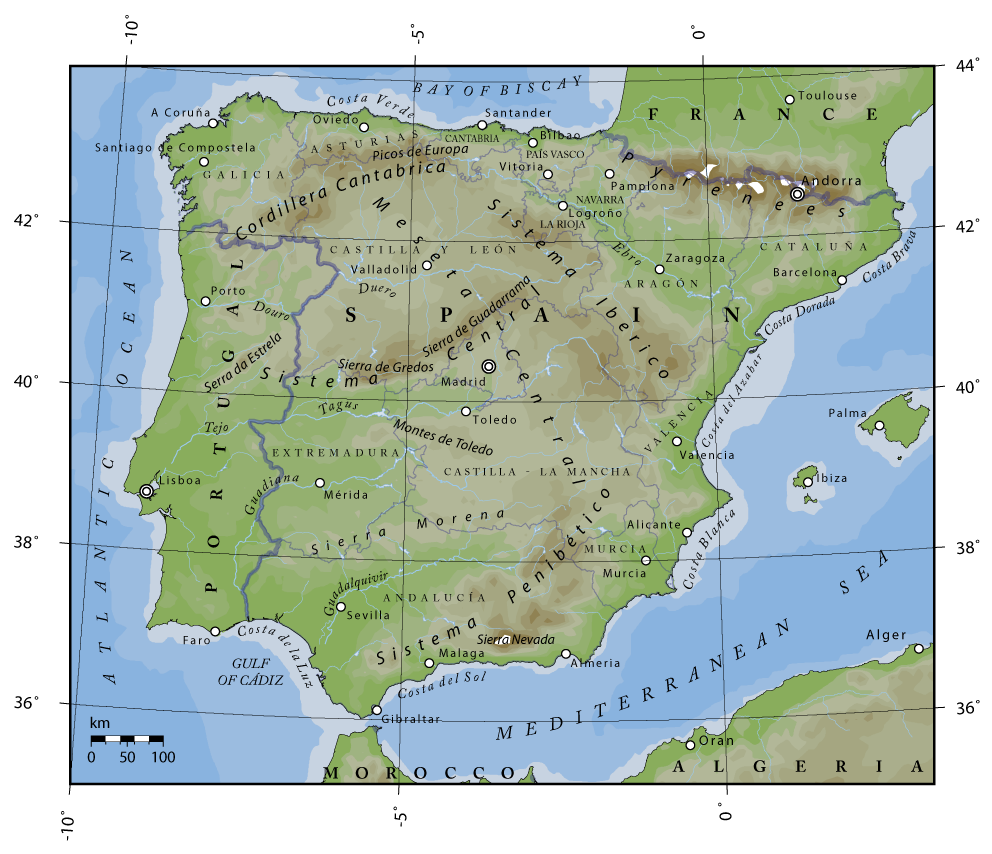 -10°
-5°
0°
44°
BAY OF BISCAY
Toulouse
Costa Verde
A Coruña
Santander
FRANCE
Oviedo
Bilbao
ASTURIAS
CANTABRIA
Santiago de Compostela
Picos de Europa
PAÍS VASCO
Pyrenees
Vitoria
GALICIA
Pamplona
Andorra
Cordillera Cantabrica
NAVARRA
Logroño
LA RIOJA
42°
42°
Meseta Central
Sistema Iberico
CASTILLA Y LEÓN
Ebro
CATALUÑA
Costa Brava
Valladolid
Zaragoza
Barcelona
Duero
ARAGÓN
Porto
Douro
Costa Dorada
SPAIN
Sierra de Guadarrama
Serra da Estrela
Sierra de Gredos
Sistema Central
Madrid
40°
40°
Costa del Azabar
Tagus
Toledo
Palma
Tejo
Montes de Toledo
VALENCIA
Valencia
EXTREMADURA
CASTILLA - LA MANCHA
Lisboa
Guadiana
Mérida
Ibiza
PORTUGAL
Sierra Morena
Alicante
Costa Blanca
38°
38°
MURCIA
Murcia
Guadalquivir
ANDALUCÍA
Sistema Penibético
Sevilla
ATLANTIC OCEAN
MEDITERRANEAN SEA
Faro
Costa de la Luz
Sierra Nevada
Alger
Malaga
Almeria
GULF
OF CÁDIZ
Costa del Sol
36°
36°
Gibraltar
km
0 50 100
Oran
MOROCCO
ALGERIA
-10°
-5°
0°